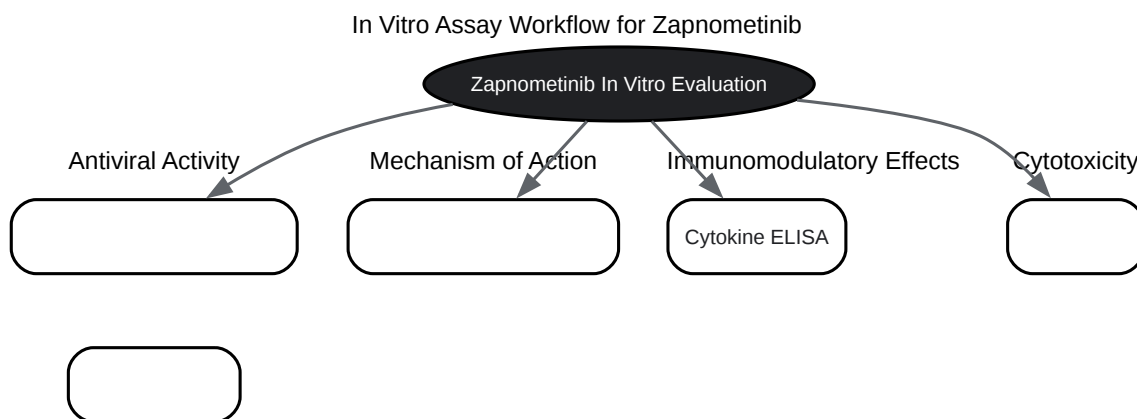 In Vitro Assay Workflow for Zapnometinib
Zapnometinib In Vitro Evaluation
Antiviral Activity
Mechanism of Action
Immunomodulatory Effects
Cytotoxicity
Cytokine ELISA